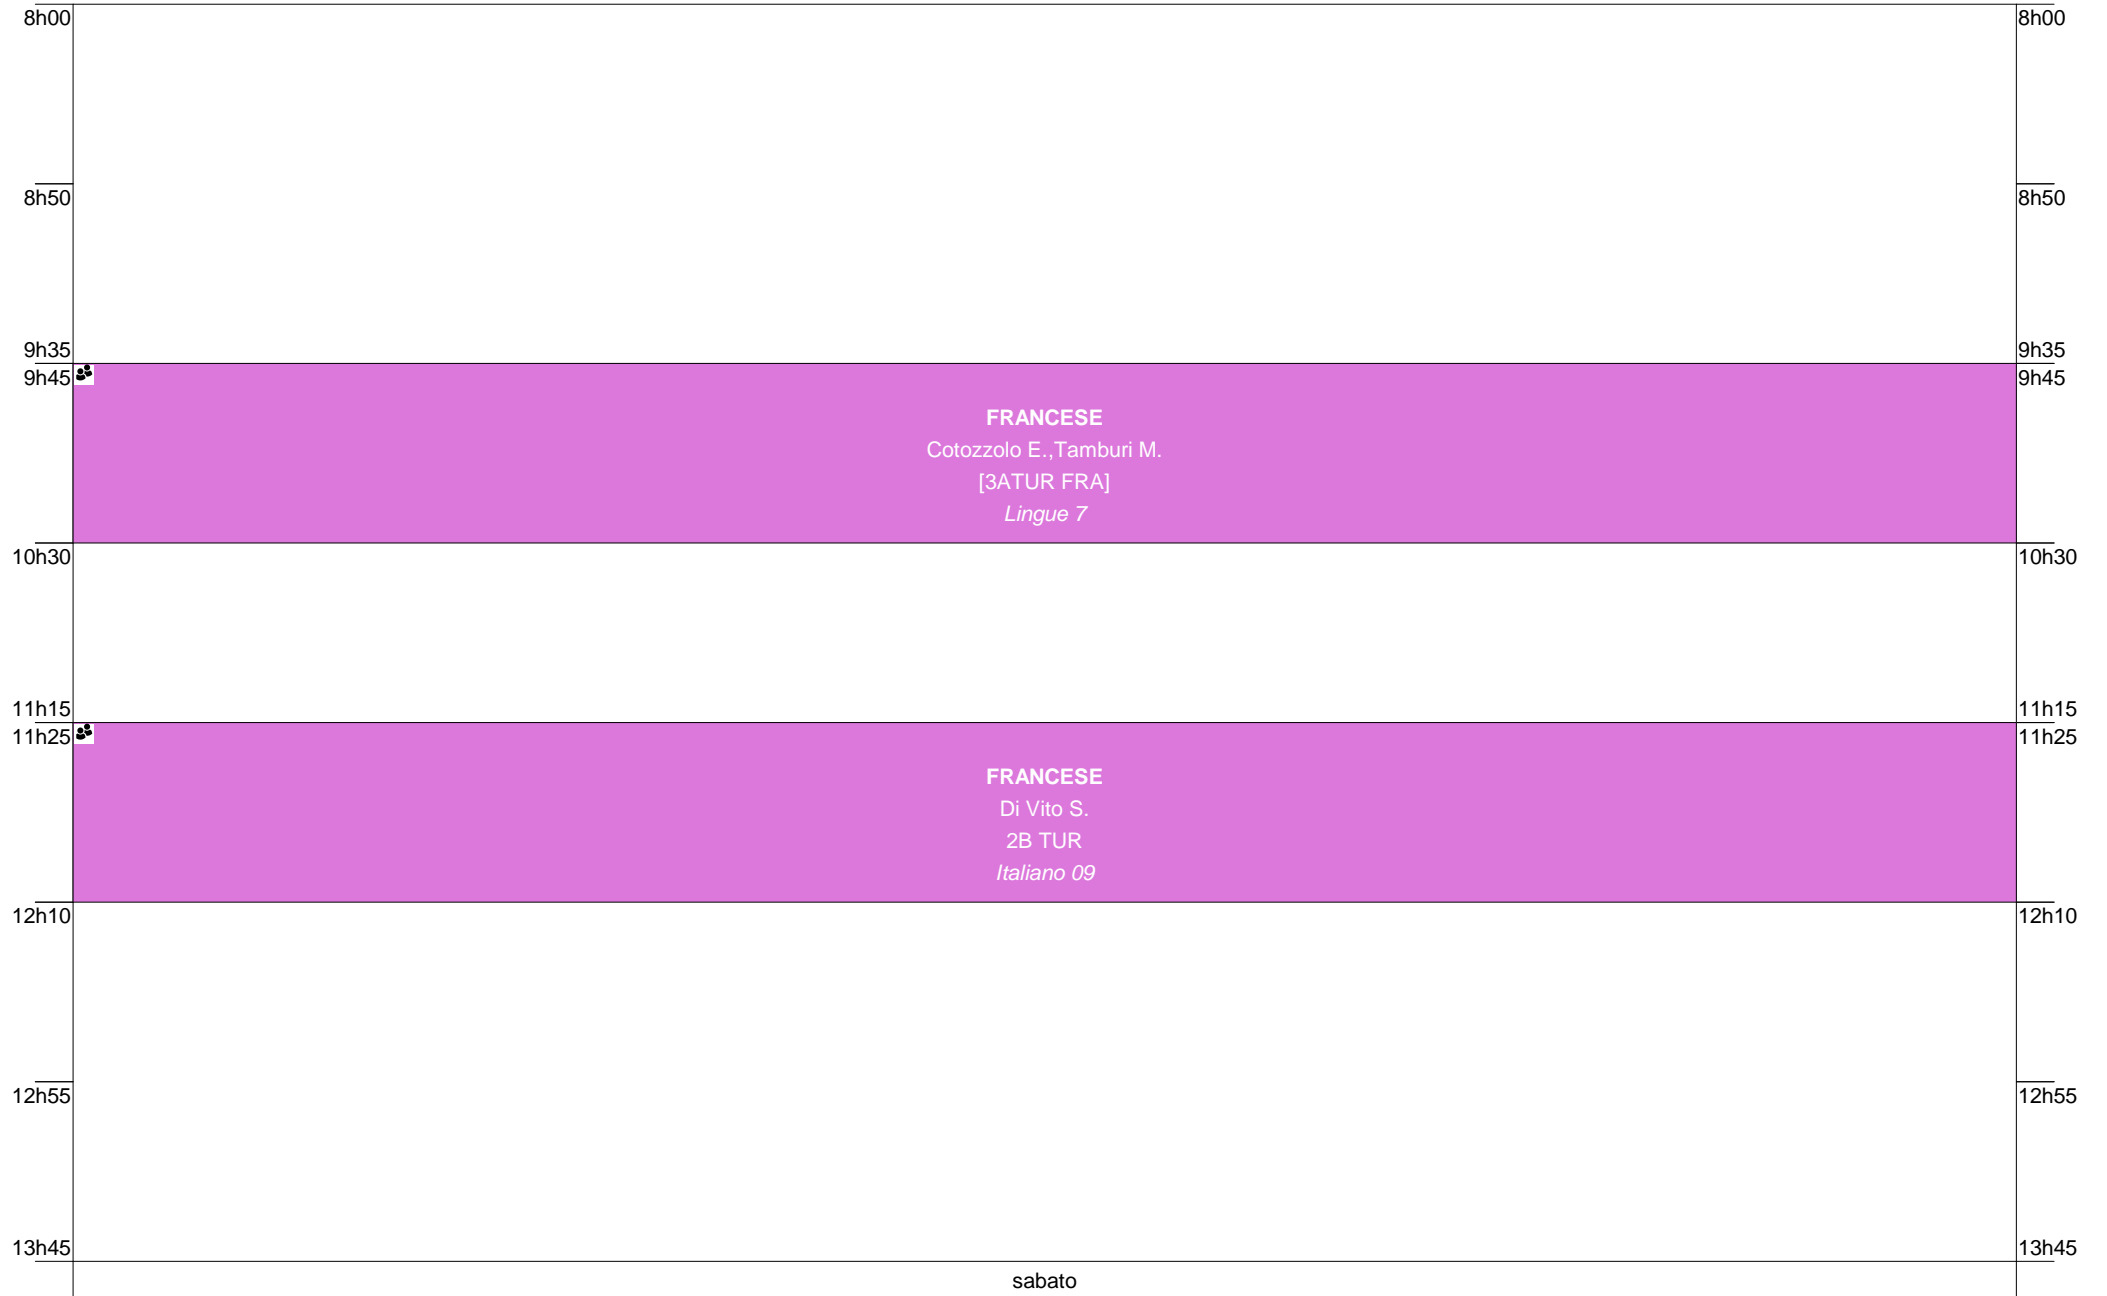 8h00 8h00
8h50 8h50
9h35 9h35
9h45 9h45
FRANCESE
Cotozzolo E.,Tamburi M.
[3ATUR FRA]
Lingue 7
10h30 10h30
11h15 11h15
11h25 11h25
FRANCESE
Di Vito S.
2B TUR
Italiano 09
12h10 12h10
12h55 12h55
13h45 13h45
sabato